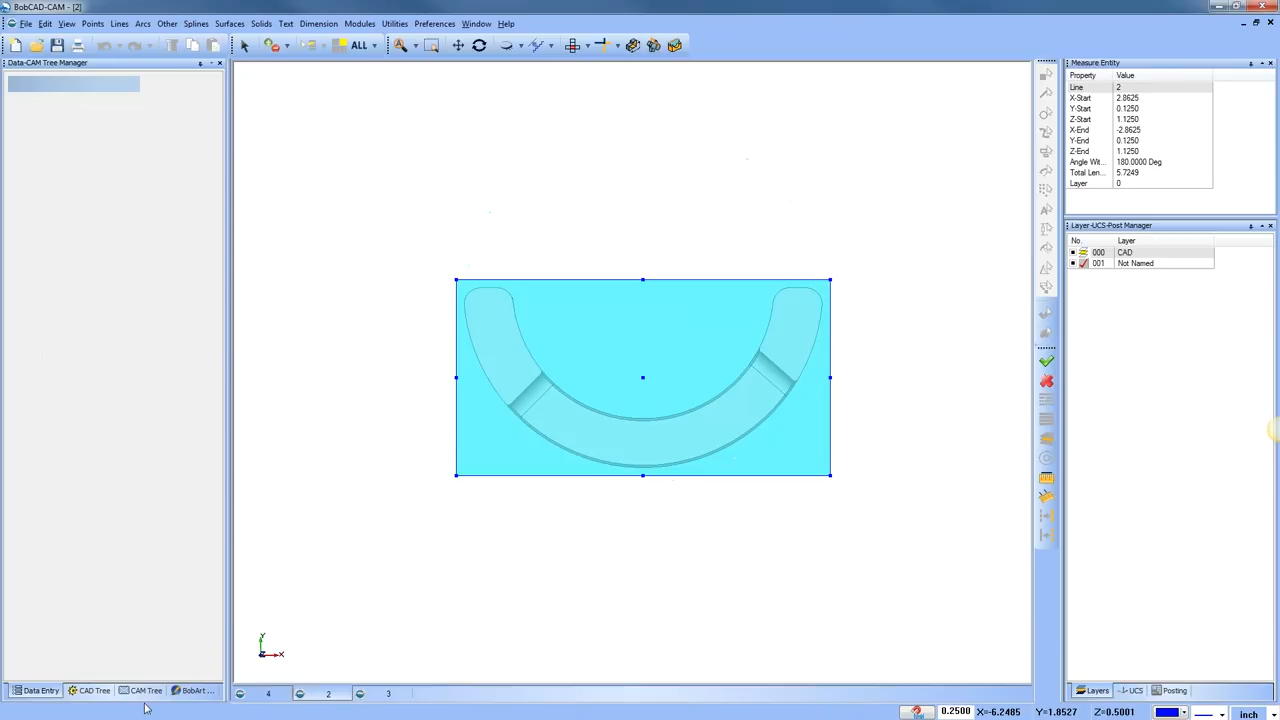 BobCAD-CAM - [2]
File Edit View Points Lines Arcs Other Splines Surfaces Solids Text Dimension Modules Utilities Preferences Window Help
ALL
Data-CAM Tree Manager
Measure Entity
Property Value
Line 2
X-Start 2.8625
Y-Start 0.1250
Z-Start 1.1250
X-End -2.8625
Y-End 0.1250
Z-End 1.1250
Angle Wit... 180.0000 Deg
Total Len... 5.7249
Layer 0
Layer-UCS-Post Manager
No. Layer
000 CAD
001 Not Named
Y
X
Data Entry CAD Tree CAM Tree BobArt ...
4 2 3
Layers UCS Posting
0.2500 X=-6.2485 Y=1.8527 Z=0.5001 inch